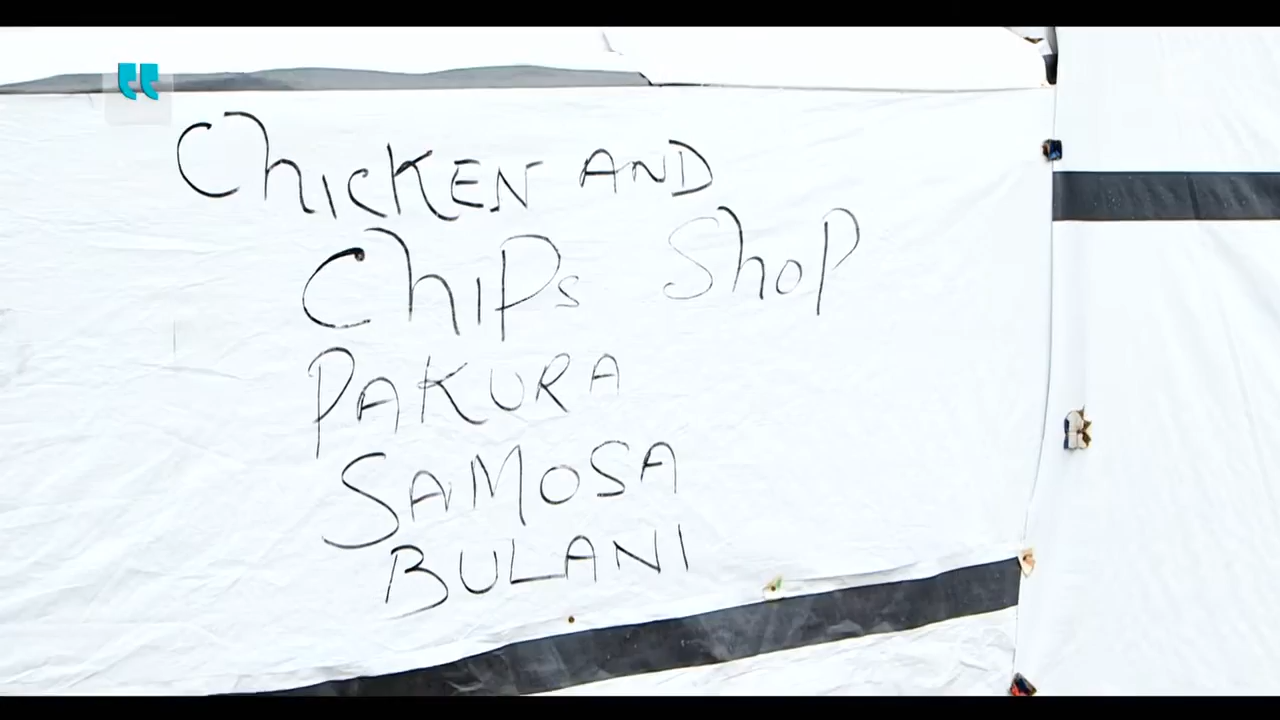 Chicken and
Chips Shop
Pakura
Samosa
Bulani